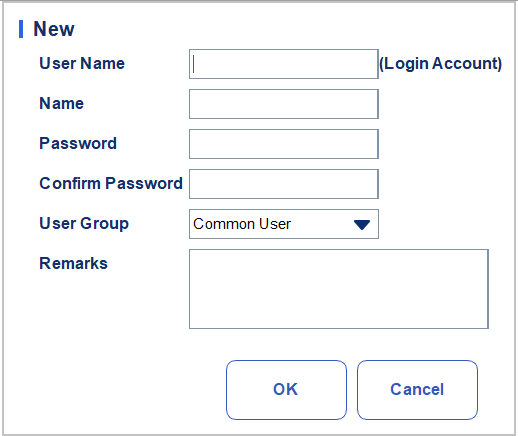 New
User Name (Login Account)
Name
Password
Confirm Password
User Group Common User
Remarks
OK Cancel